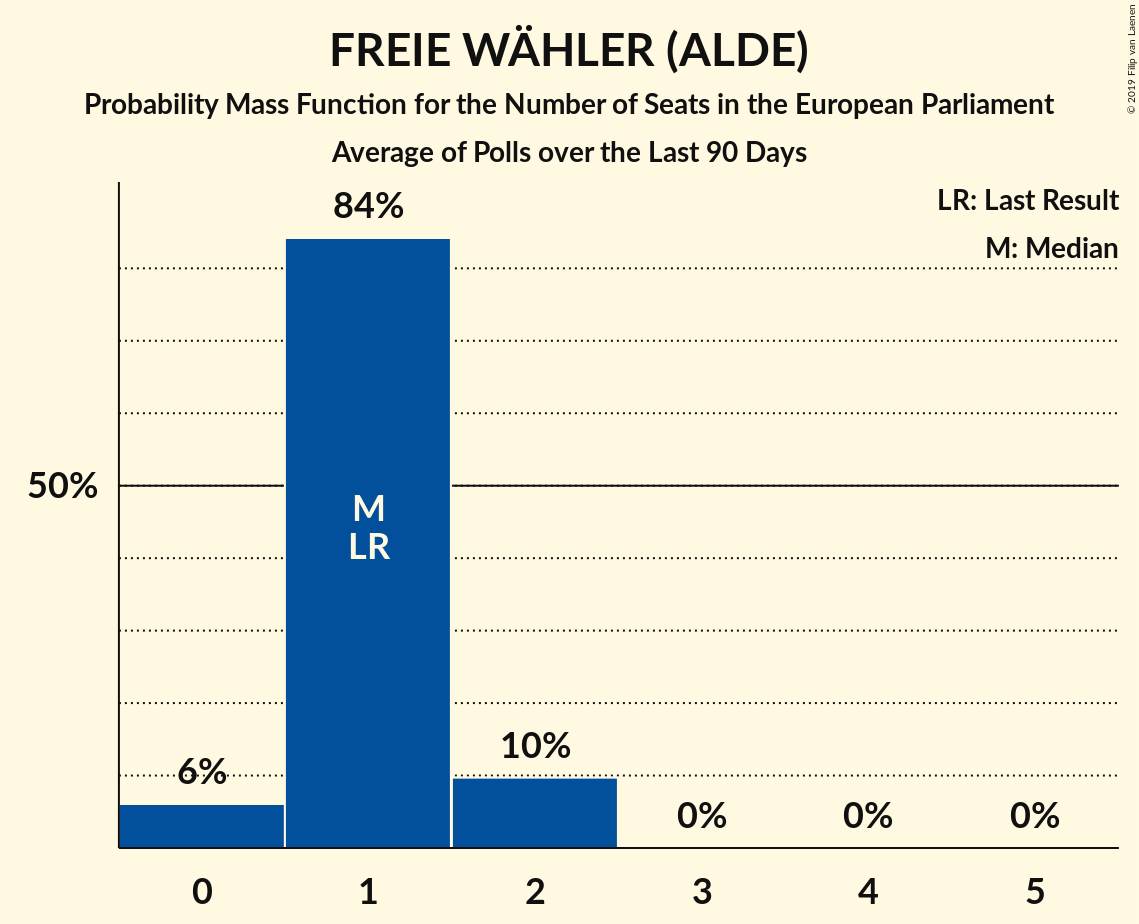 FREIE WÄHLER (ALDE)
Probability Mass Function for the Number of Seats in the European Parliament
Average of Polls over the Last 90 Days
© 2019 Filip van Laenen
LR: Last Result
M: Median
84%
50%
M
LR
10%
6%
0%
0%
0%
0
1
2
3
4
5